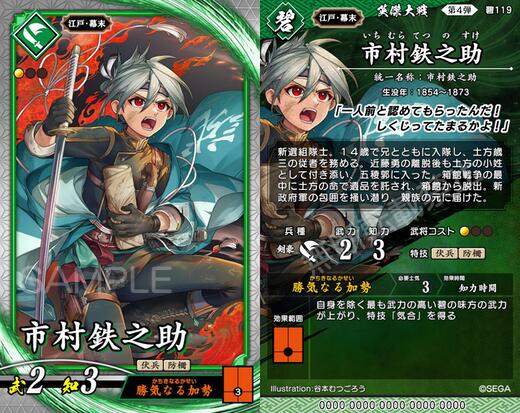 江戸・幕末
SAMPLE
市村鉄之助
伏兵 防柵
武2 知3
かちきなるかせい
勝気なる加勢
3
碧
江戸・幕末
英傑大戦
第4弾
碧119
いちむらてつのすけ
市村鉄之助
統一名称：市村鉄之助
生没年：1854～1873
「一人前と認めてもらったんだ！
しくじってたまるかよ！」
新選組隊士。14歳で兄とともに入隊し、土方歳
三の従者を務める。近藤勇の離脱後も土方の小姓
として付き添い、五稜郭に入った。箱館戦争の最
中に土方の命で遺品を託され、箱館から脱出。新
政府軍の包囲を掻い潜り、親族の元に届けた。
兵種 武力 知力 武将コスト
剣豪 2 3
特技 伏兵 防柵
かちきなるかせい
勝気なる加勢
必要士気
3
効果時間
知力時間
効果範囲
自身を除く最も武力の高い碧の味方の武力
が上がり、特技「気合」を得る
Illustration:谷本むつごろう
©SEGA
0000 0000 0000 0000 0000